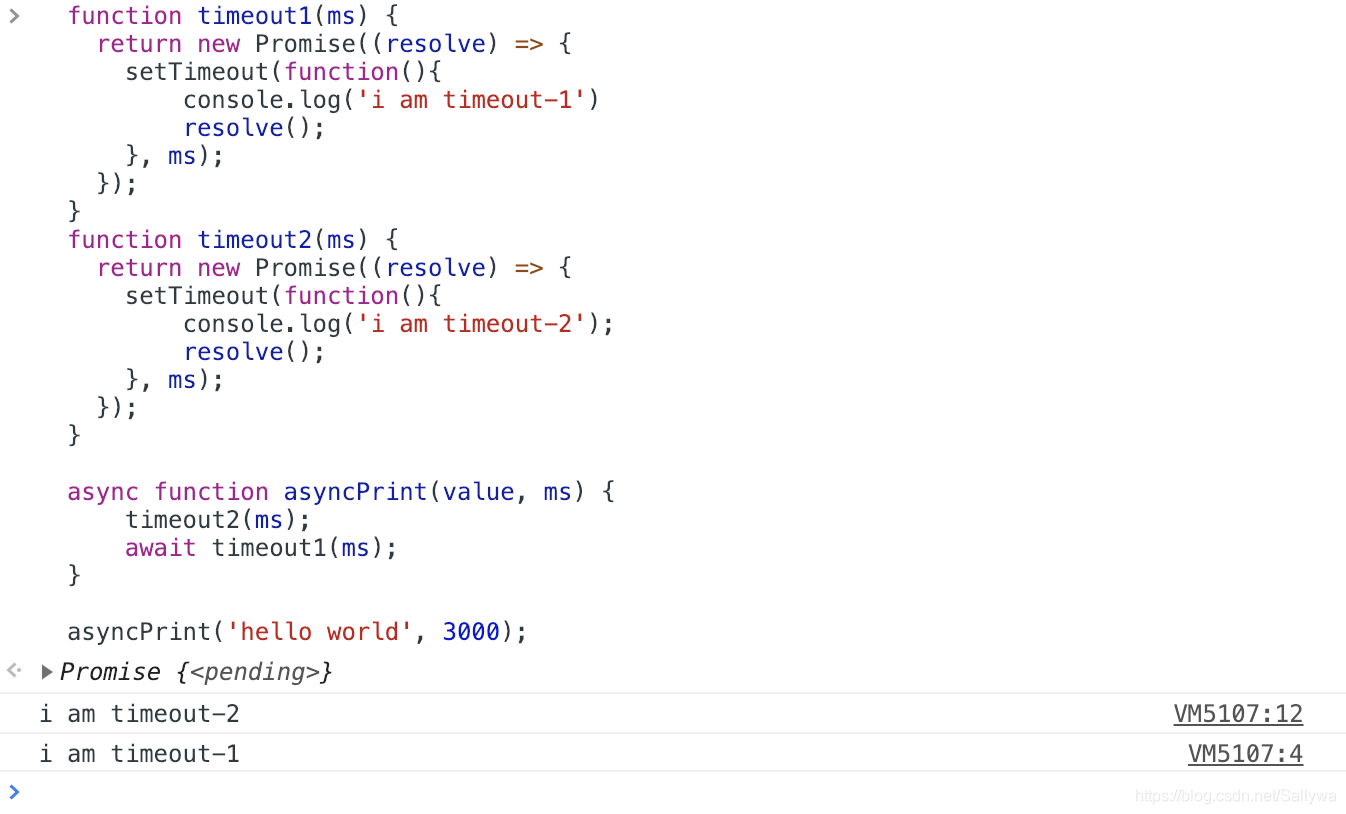 function timeout1(ms) {
  return new Promise((resolve) => {
    setTimeout(function(){
        console.log('i am timeout-1')
        resolve();
    }, ms);
  });
}
function timeout2(ms) {
  return new Promise((resolve) => {
    setTimeout(function(){
        console.log('i am timeout-2');
        resolve();
    }, ms);
  });
}

async function asyncPrint(value, ms) {
    timeout2(ms);
    await timeout1(ms);
}

asyncPrint('hello world', 3000);
Promise {<pending>}
i am timeout-2 VM5107:12
i am timeout-1 VM5107:4
https://blog.csdn.net/Sallywa